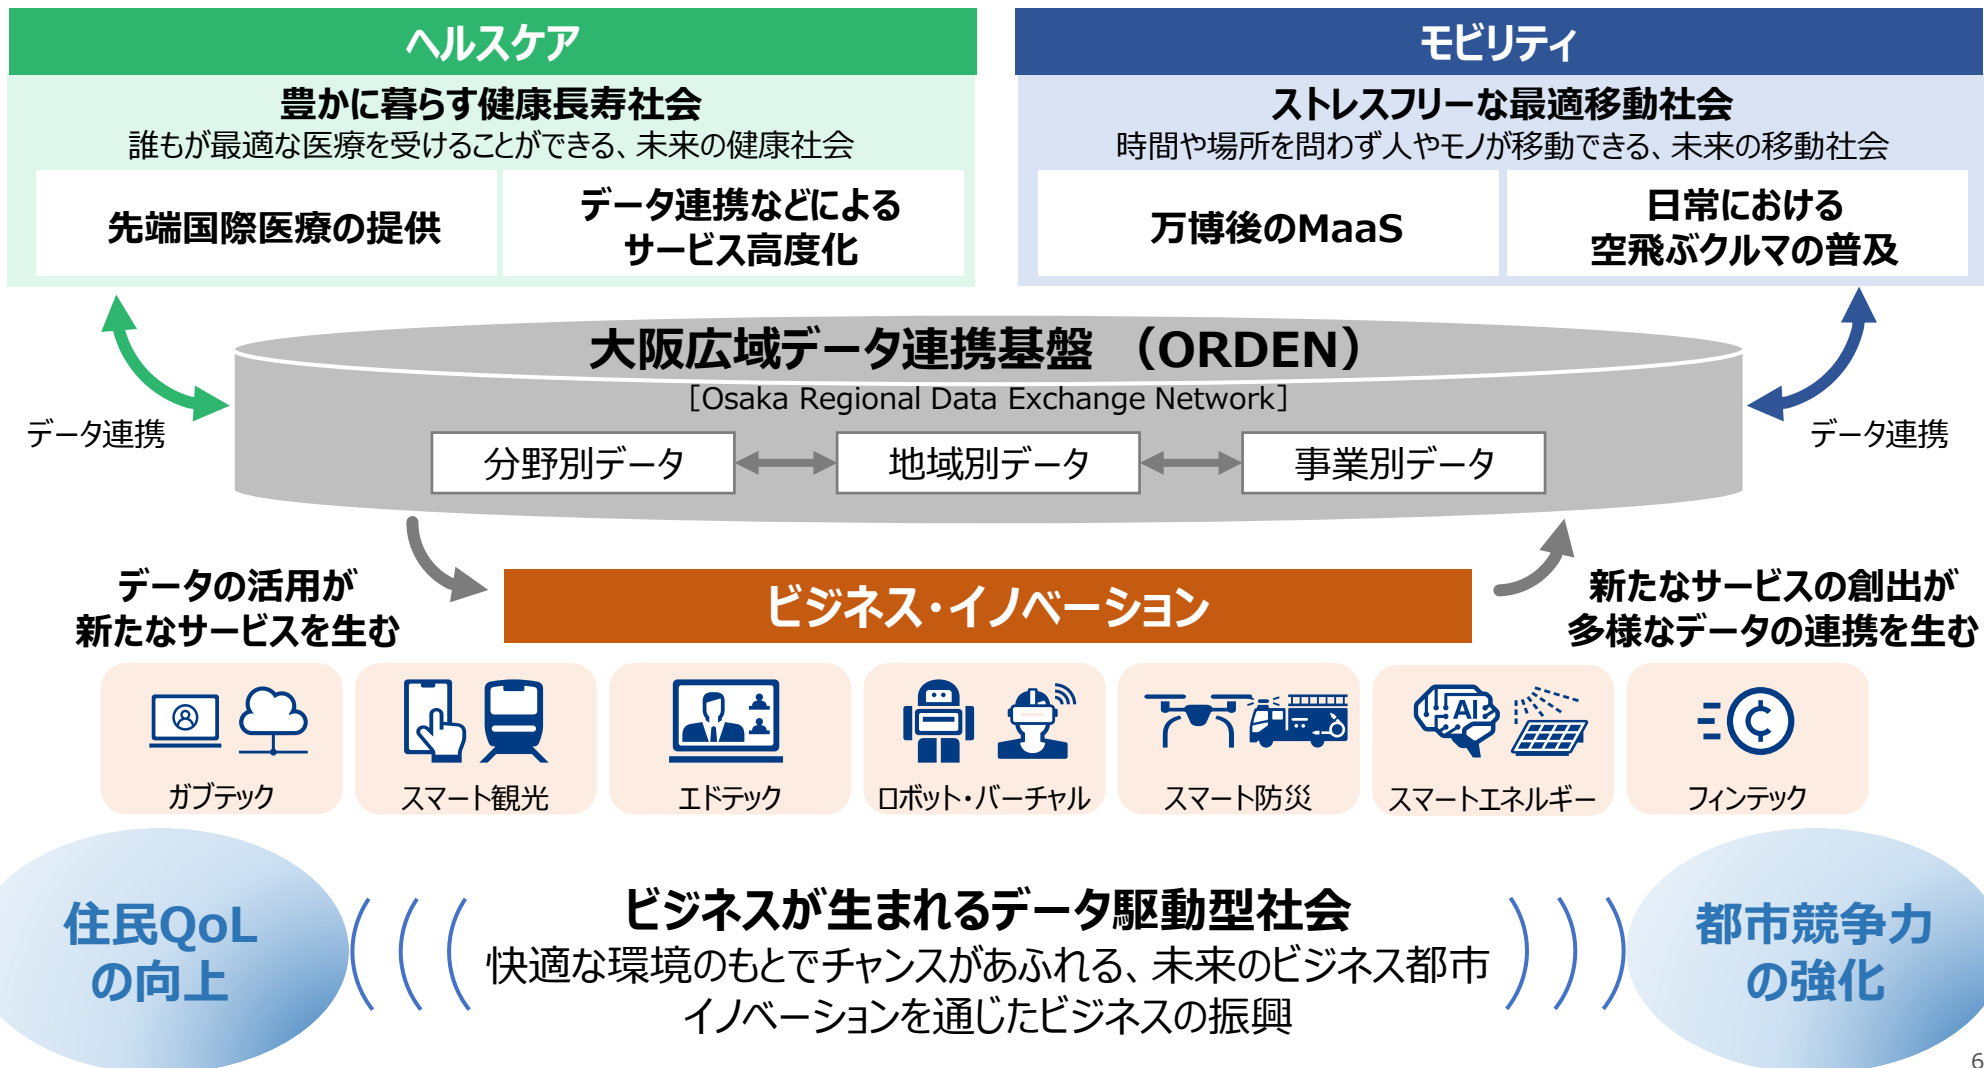 ヘルスケア
豊かに暮らす健康長寿社会
誰もが最適な医療を受けることができる、未来の健康社会
先端国際医療の提供
データ連携などによる
サービス高度化
モビリティ
ストレスフリーな最適移動社会
時間や場所を問わず人やモノが移動できる、未来の移動社会
万博後のMaaS
日常における
空飛ぶクルマの普及
大阪広域データ連携基盤 （ORDEN）
［Osaka Regional Data Exchange Network］
データ連携
データ連携
分野別データ
地域別データ
事業別データ
データの活用が
新たなサービスを生む
ビジネス・イノベーション
新たなサービスの創出が
多様なデータの連携を生む
ガブテック
スマート観光
エドテック
ロボット・バーチャル
スマート防災
AI
スマートエネルギー
フィンテック
住民QoL
の向上
ビジネスが生まれるデータ駆動型社会
快適な環境のもとでチャンスがあふれる、未来のビジネス都市
イノベーションを通じたビジネスの振興
都市競争力
の強化
6